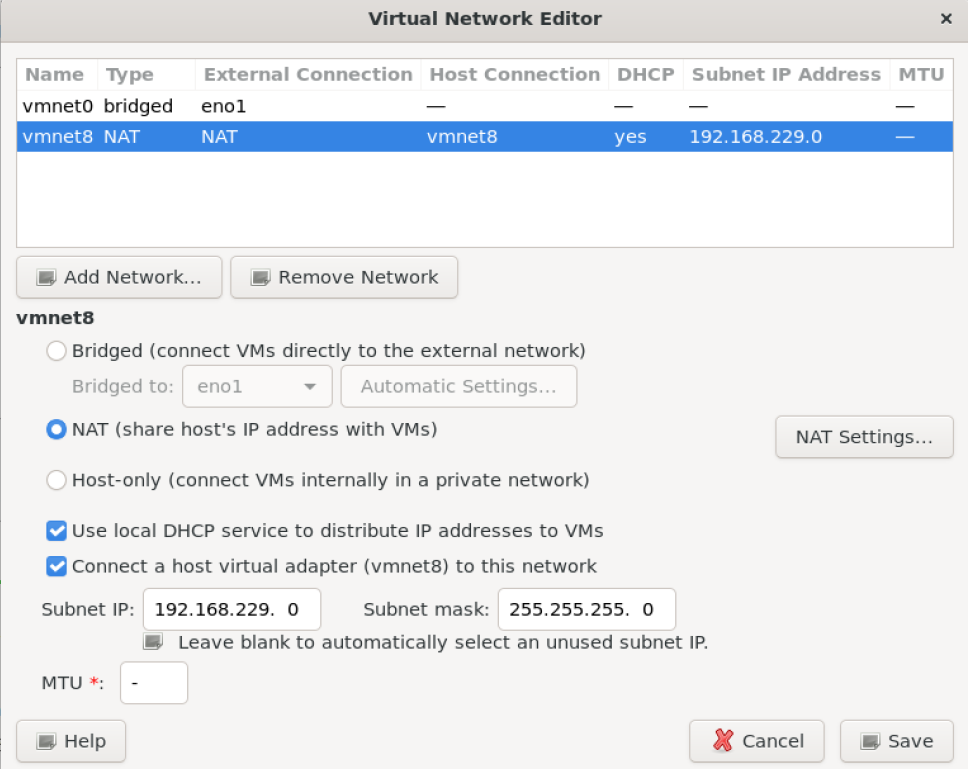 Virtual Network Editor ×
Name Type External Connection Host Connection DHCP Subnet IP Address MTU
vmnet0 bridged eno1 — — — —
vmnet8 NAT NAT vmnet8 yes 192.168.229.0 —
Add Network... Remove Network
vmnet8
Bridged (connect VMs directly to the external network)
Bridged to: eno1 Automatic Settings...
NAT (share host's IP address with VMs)
NAT Settings...
Host-only (connect VMs internally in a private network)
Use local DHCP service to distribute IP addresses to VMs
Connect a host virtual adapter (vmnet8) to this network
Subnet IP: 192.168.229. 0 Subnet mask: 255.255.255. 0
Leave blank to automatically select an unused subnet IP.
MTU *: -
Help Cancel Save